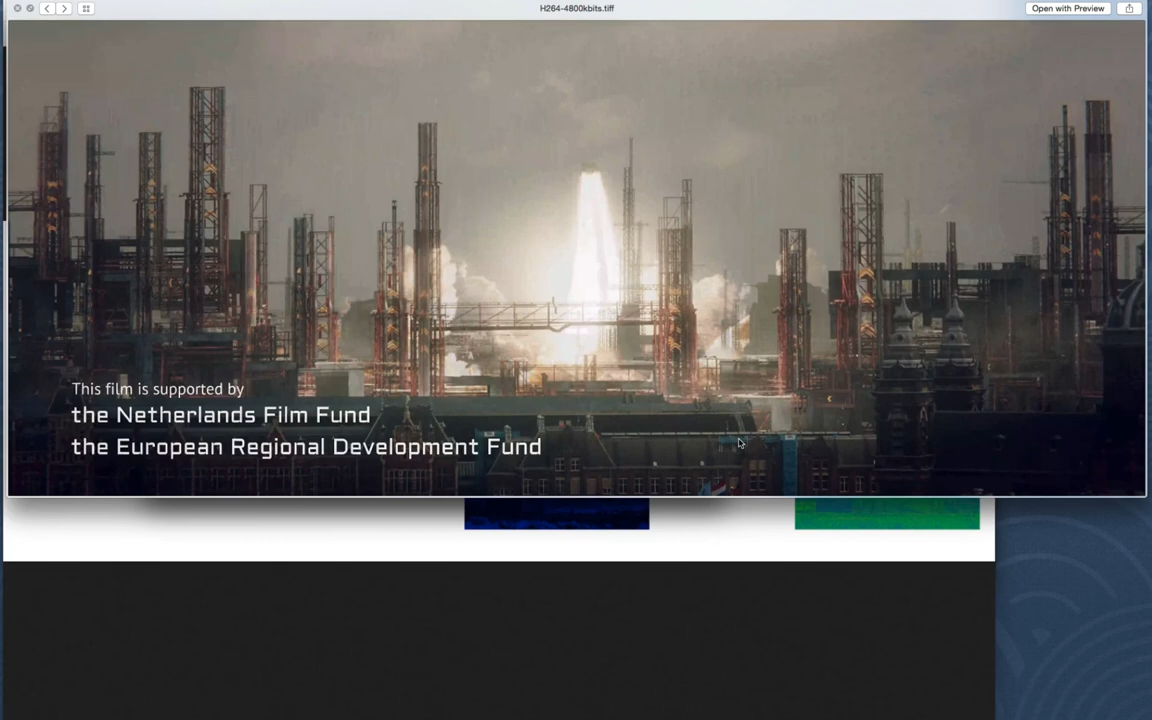 H264-4800kbits.tiff
Open with Preview
This film is supported by
the Netherlands Film Fund
the European Regional Development Fund